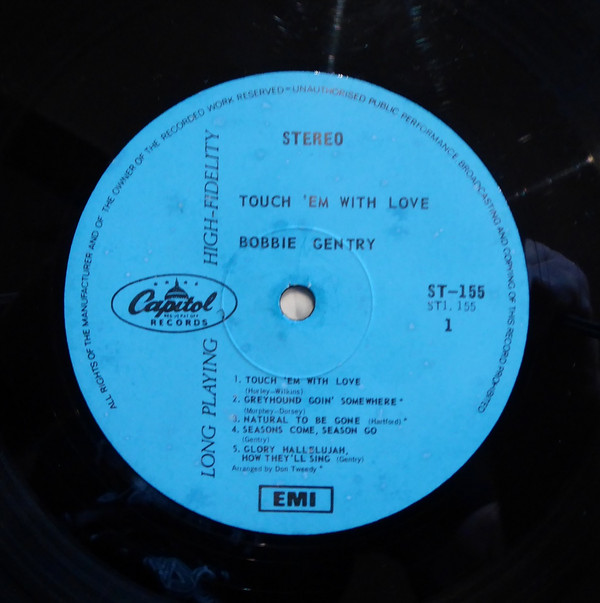 ALL RIGHTS OF THE MANUFACTURER AND OF THE OWNER OF THE RECORDED WORK RESERVED—UNAUTHORISED PUBLIC PERFORMANCE BROADCASTING AND COPYING OF THIS RECORD PROHIBITED
STEREO
LONG PLAYING HIGH-FIDELITY
TOUCH 'EM WITH LOVE
BOBBIE GENTRY
Capitol
RECORDS
ST-155
ST1. 155
1
1. TOUCH 'EM WITH LOVE
(Hurley-Wilkins)
2. GREYHOUND GOIN' SOMEWHERE*
(Murphey-Dorsey)
3. NATURAL TO BE GONE (Hartford)*
4. SEASONS COME, SEASON GO
(Gentry)
5. GLORY HALLELUJAH,
HOW THEY'LL SING (Gentry)
Arranged by Don Tweedy*
EMI